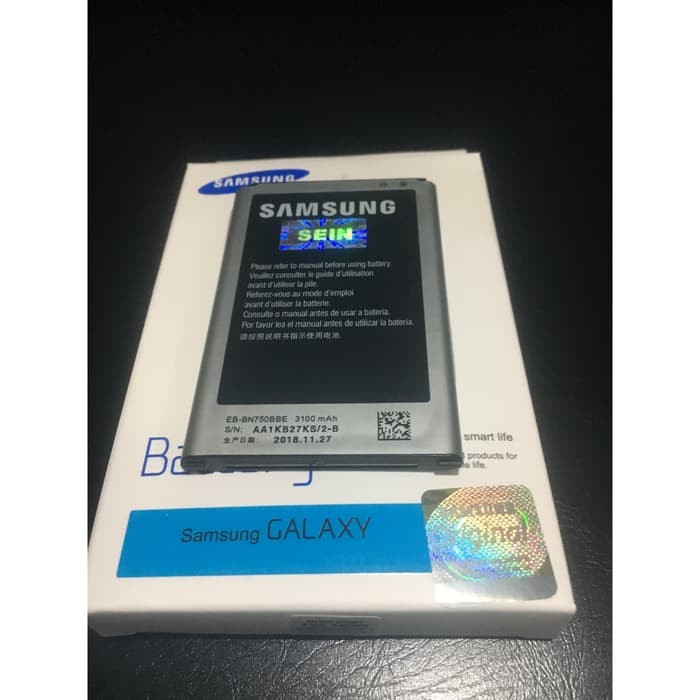 SAMSUNG
SAMSUNG
SEIN
Please refer to manual before using battery.
Veuillez consulter le guide d'utilisation
avant d'utiliser la pile.
Referez-vous au mode d'emploi
avant d'utiliser la batterie.
Consulte o manual antes de usar a bateria.
Por favor lea el manual antes de utilizar la batería.
请按照说明书指示使用电池.
EB-BN750BBE 3100 mAh
S/N: AA1KB27KS/2-B
生产日期: 2018.11.27
smart life
products for
life.
Samsung GALAXY